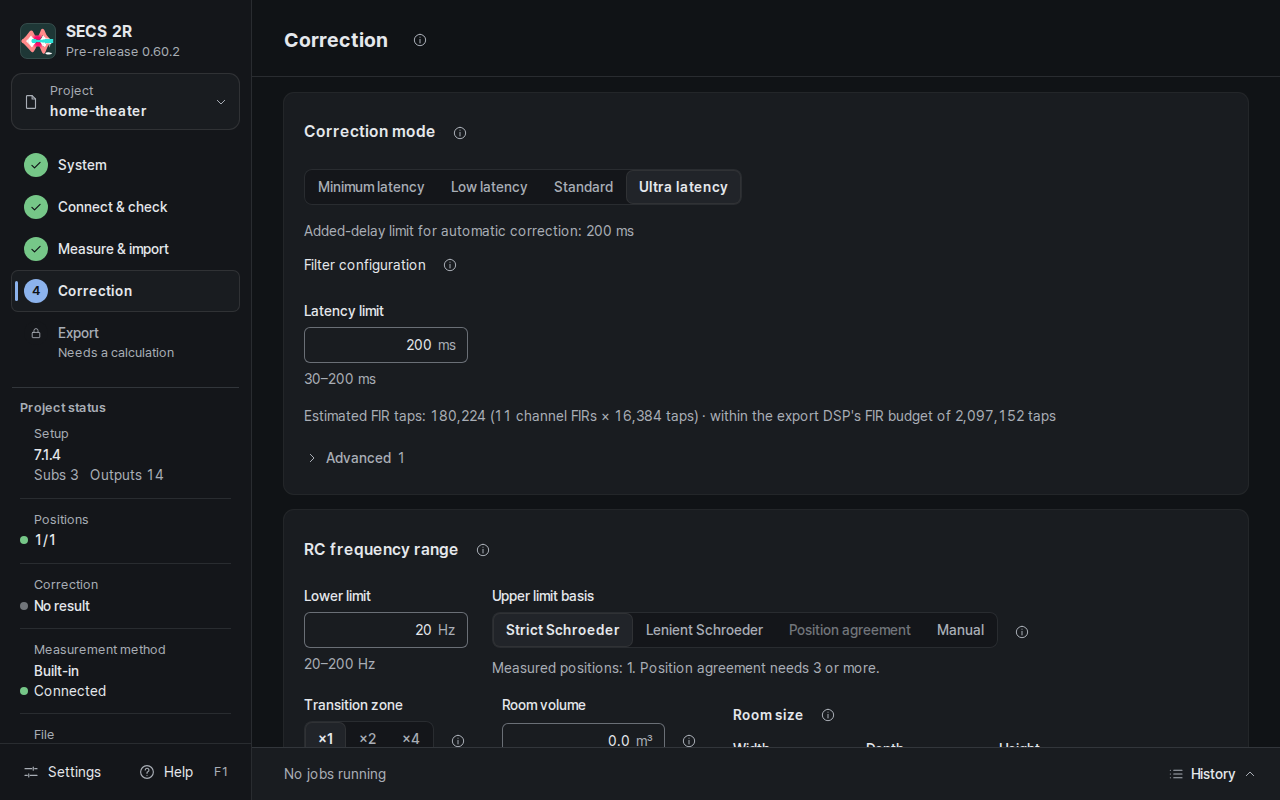 SECS 2R
Pre-release 0.60.2
Project
home-theater
System
Connect & check
Measure & import
4 Correction
Export
Needs a calculation
Project status
Setup
7.1.4
Subs 3 Outputs 14
Positions
1/1
Correction
No result
Measurement method
Built-in
Connected
File
Settings Help F1
Correction
Correction mode
Minimum latency Low latency Standard Ultra latency
Added-delay limit for automatic correction: 200 ms
Filter configuration
Latency limit
200 ms
30–200 ms
Estimated FIR taps: 180,224 (11 channel FIRs × 16,384 taps) · within the export DSP's FIR budget of 2,097,152 taps
Advanced 1
RC frequency range
Lower limit Upper limit basis
20 Hz Strict Schroeder Lenient Schroeder Position agreement Manual
20–200 Hz Measured positions: 1. Position agreement needs 3 or more.
Transition zone Room volume Room size
×1 ×2 ×4 0.0 m³ Width Depth Height
No jobs running History